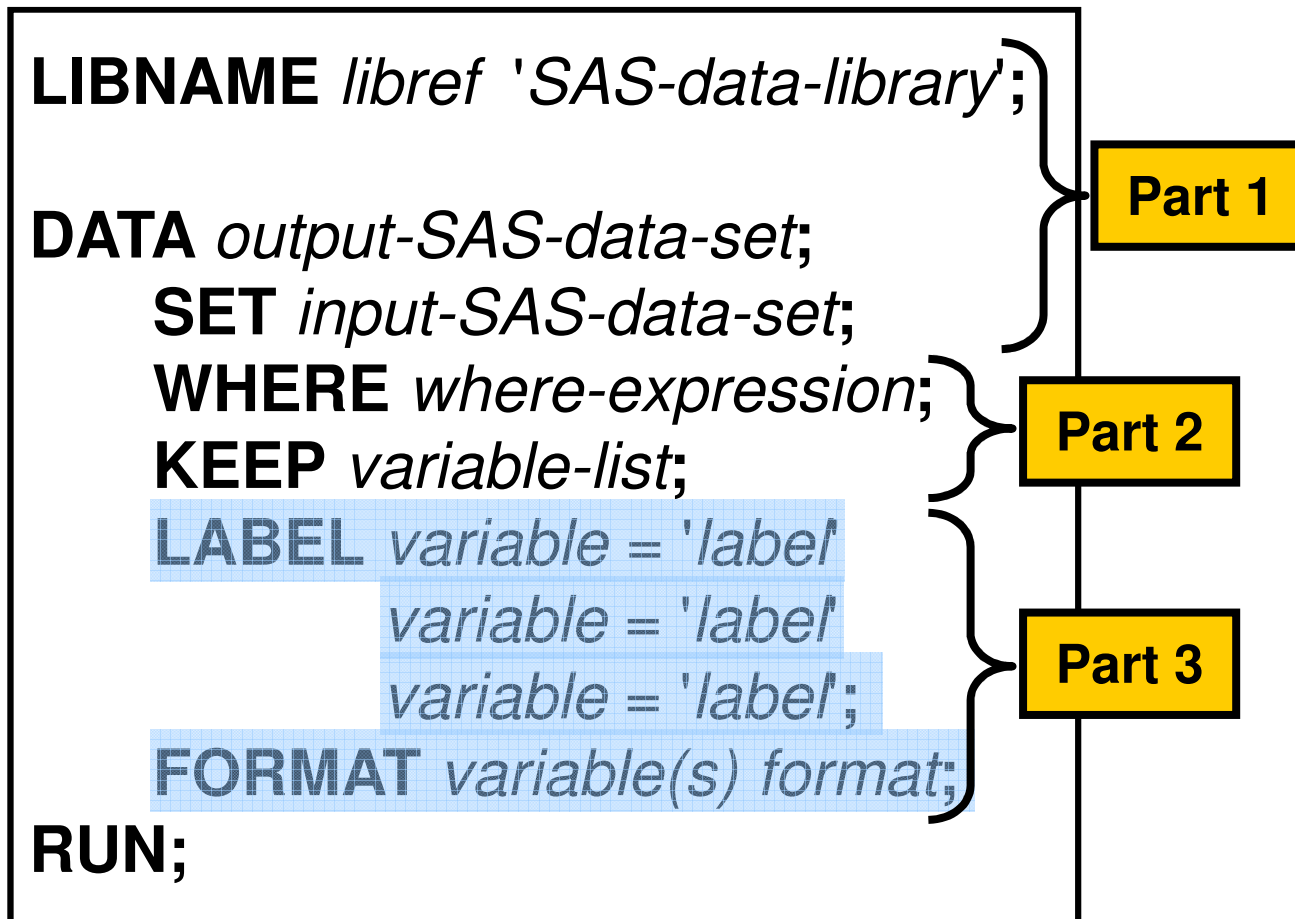 LIBNAME libref 'SAS-data-library';
Part 1
DATA output-SAS-data-set;
SET input-SAS-data-set;
WHERE where-expression;
Part 2
KEEP variable-list;
LABEL variable = 'label'
variable = 'label'
variable = 'label';
Part 3
FORMAT variable(s) format;
RUN;